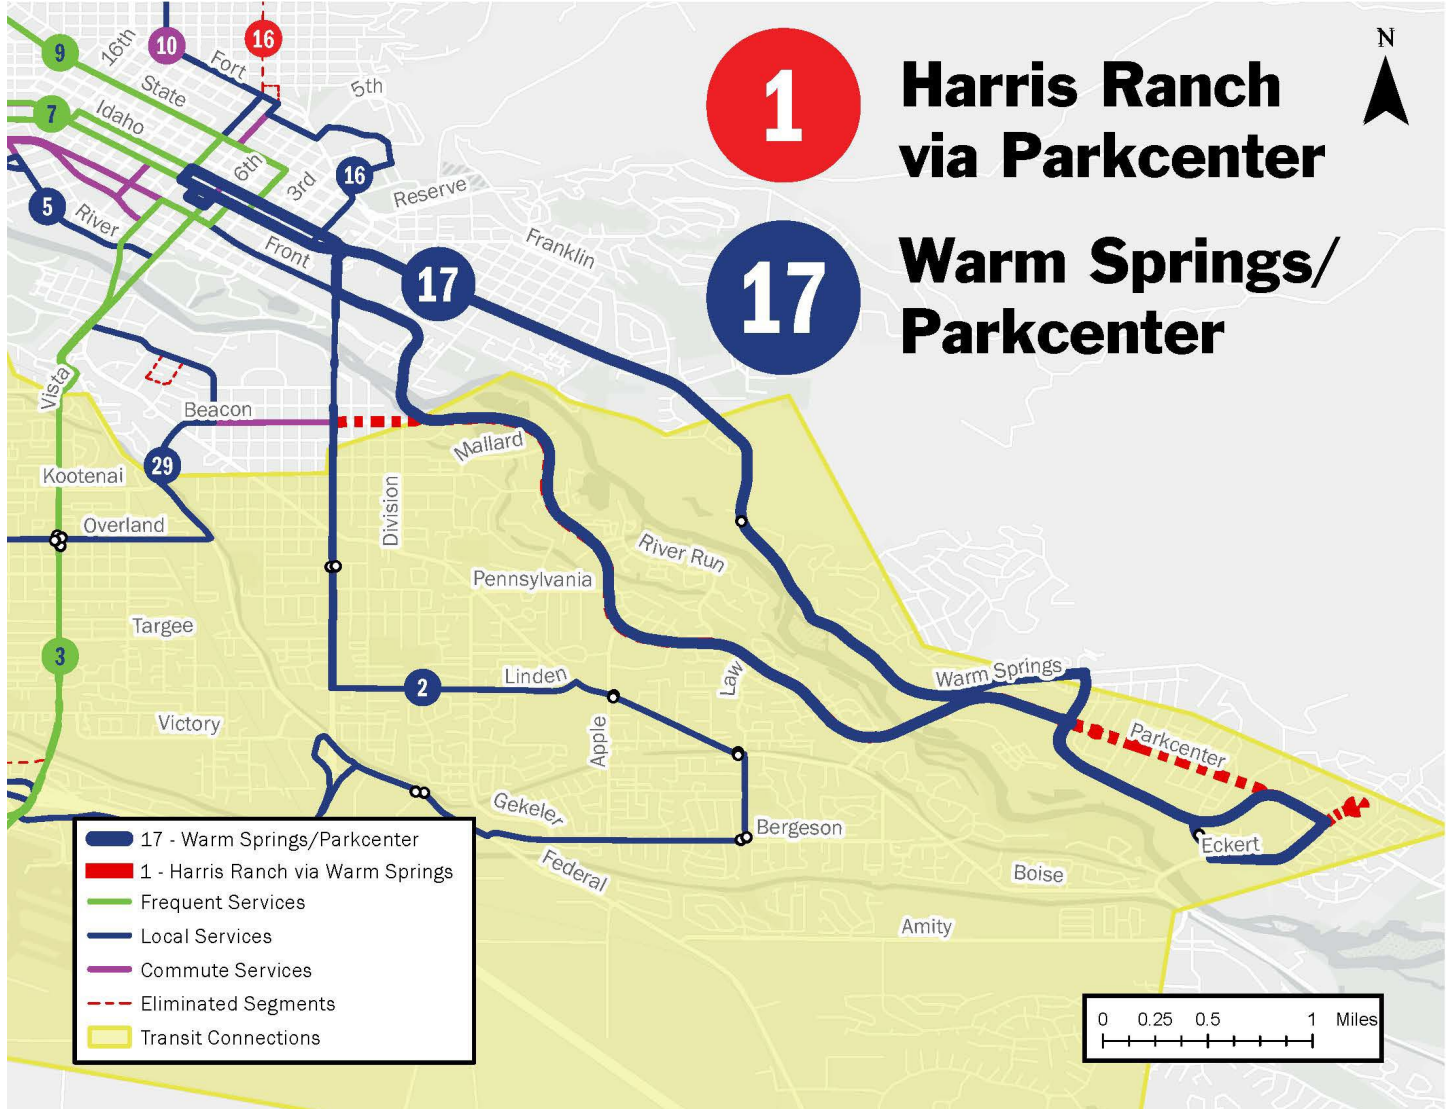 1
Harris Ranch
via Parkcenter
17
Warm Springs/
Parkcenter
N
9
16th
10
16
Fort
State
5th
7
Idaho
6th
3rd
16
Reserve
5
River
Front
Franklin
17
Vista
Beacon
Mallard
Kootenai
29
Division
Overland
River Run
Pennsylvania
Targee
3
Linden
Law
Warm Springs
2
Victory
Apple
Parkcenter
Gekeler
Bergeson
Eckert
Federal
Boise
Amity
17 - Warm Springs/Parkcenter
1 - Harris Ranch via Warm Springs
Frequent Services
Local Services
Commute Services
Eliminated Segments
Transit Connections
0 0.25 0.5 1 Miles